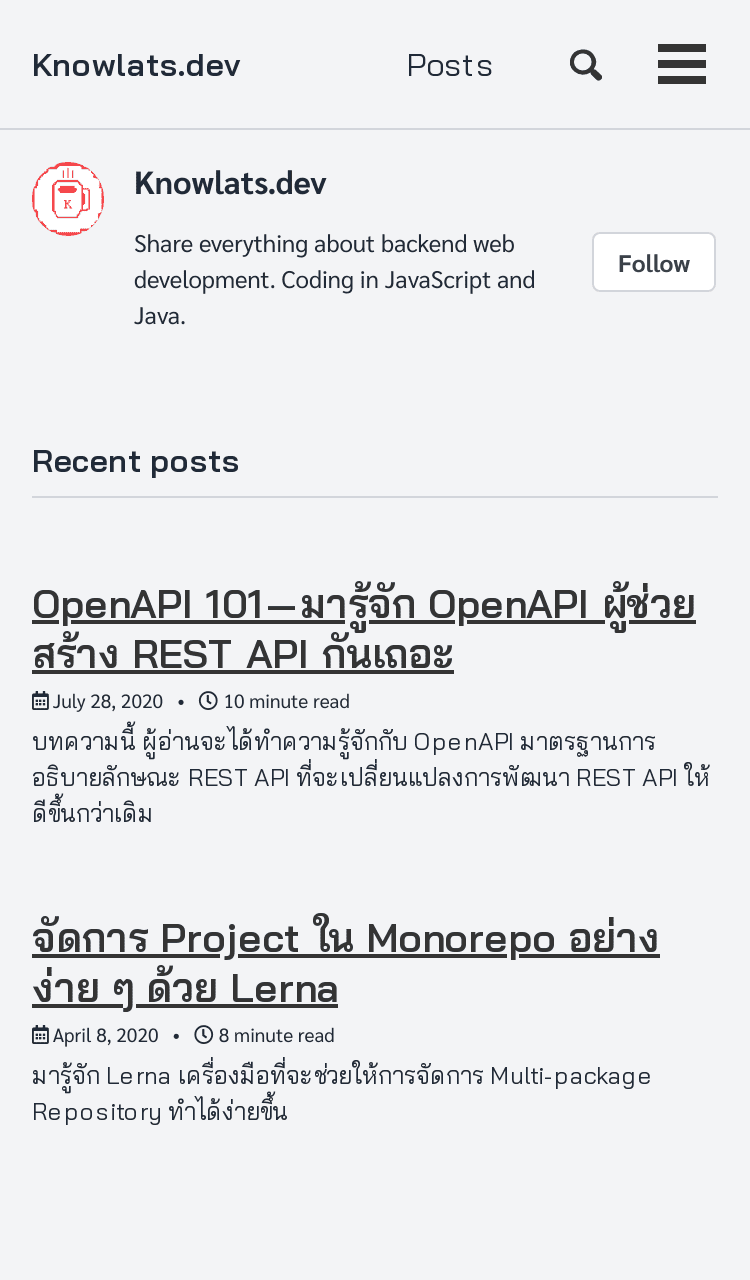 Knowlats.dev
Posts
K
Knowlats.dev
Share everything about backend web
development. Coding in JavaScript and
Java.
Follow
Recent posts
OpenAPI 101 — มารู้จัก OpenAPI ผู้ช่วย
สร้าง REST API กันเถอะ
July 28, 2020 • 10 minute read
บทความนี้ ผู้อ่านจะได้ทำความรู้จักกับ OpenAPI มาตรฐานการ
อธิบายลักษณะ REST API ที่จะเปลี่ยนแปลงการพัฒนา REST API ให้
ดีขึ้นกว่าเดิม
จัดการ Project ใน Monorepo อย่าง
ง่าย ๆ ด้วย Lerna
April 8, 2020 • 8 minute read
มารู้จัก Lerna เครื่องมือที่จะช่วยให้การจัดการ Multi-package
Repository ทำได้ง่ายขึ้น